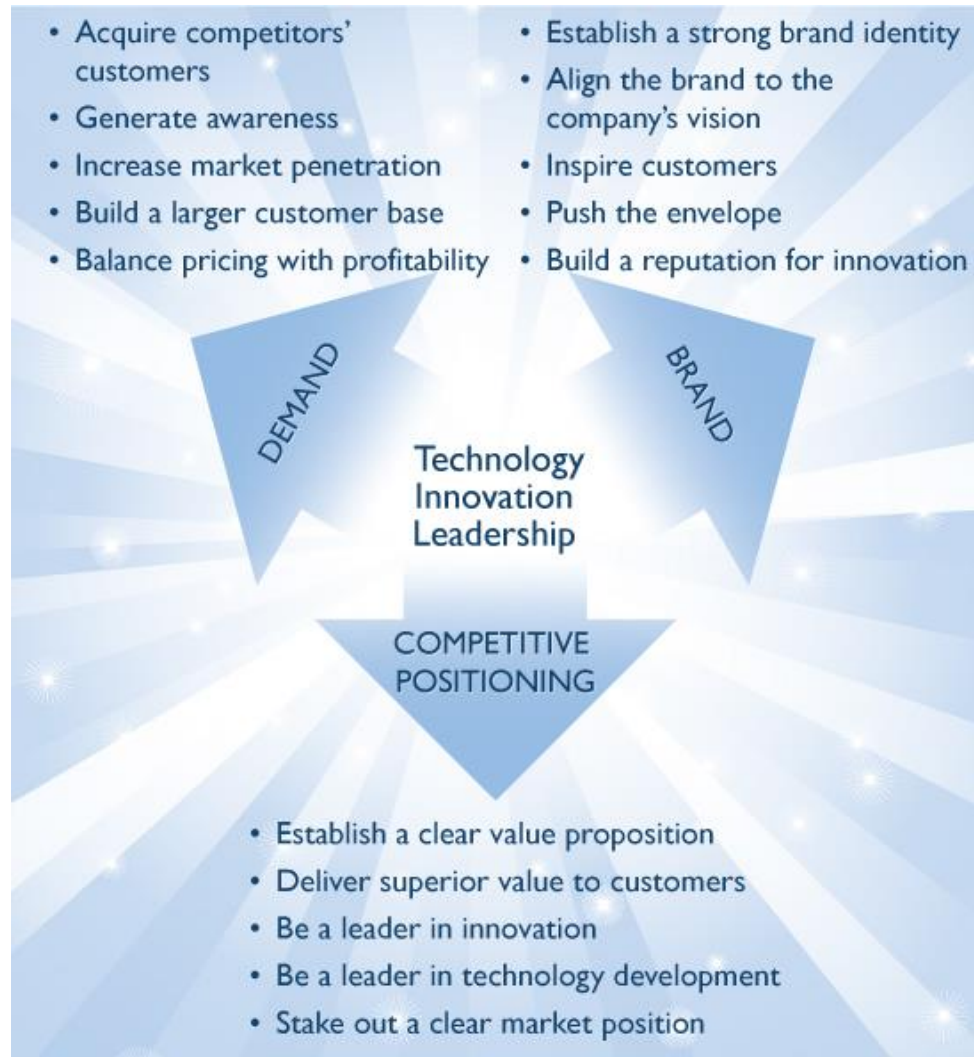 • Acquire competitors'
customers
• Generate awareness
• Increase market penetration
• Build a larger customer base
• Balance pricing with profitability
• Establish a strong brand identity
• Align the brand to the
company's vision
• Inspire customers
• Push the envelope
• Build a reputation for innovation
DEMAND
BRAND
Technology
Innovation
Leadership
COMPETITIVE
POSITIONING
• Establish a clear value proposition
• Deliver superior value to customers
• Be a leader in innovation
• Be a leader in technology development
• Stake out a clear market position